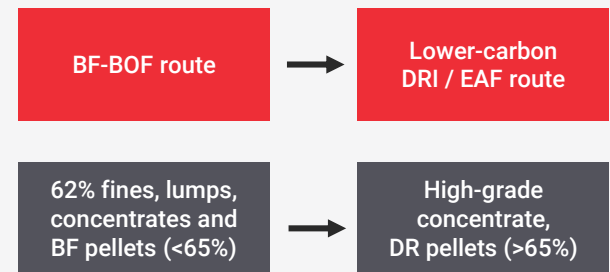 BF-BOF route
Lower-carbon
DRI / EAF route
62% fines, lumps,
concentrates and
BF pellets (<65%)
High-grade
concentrate,
DR pellets (>65%)